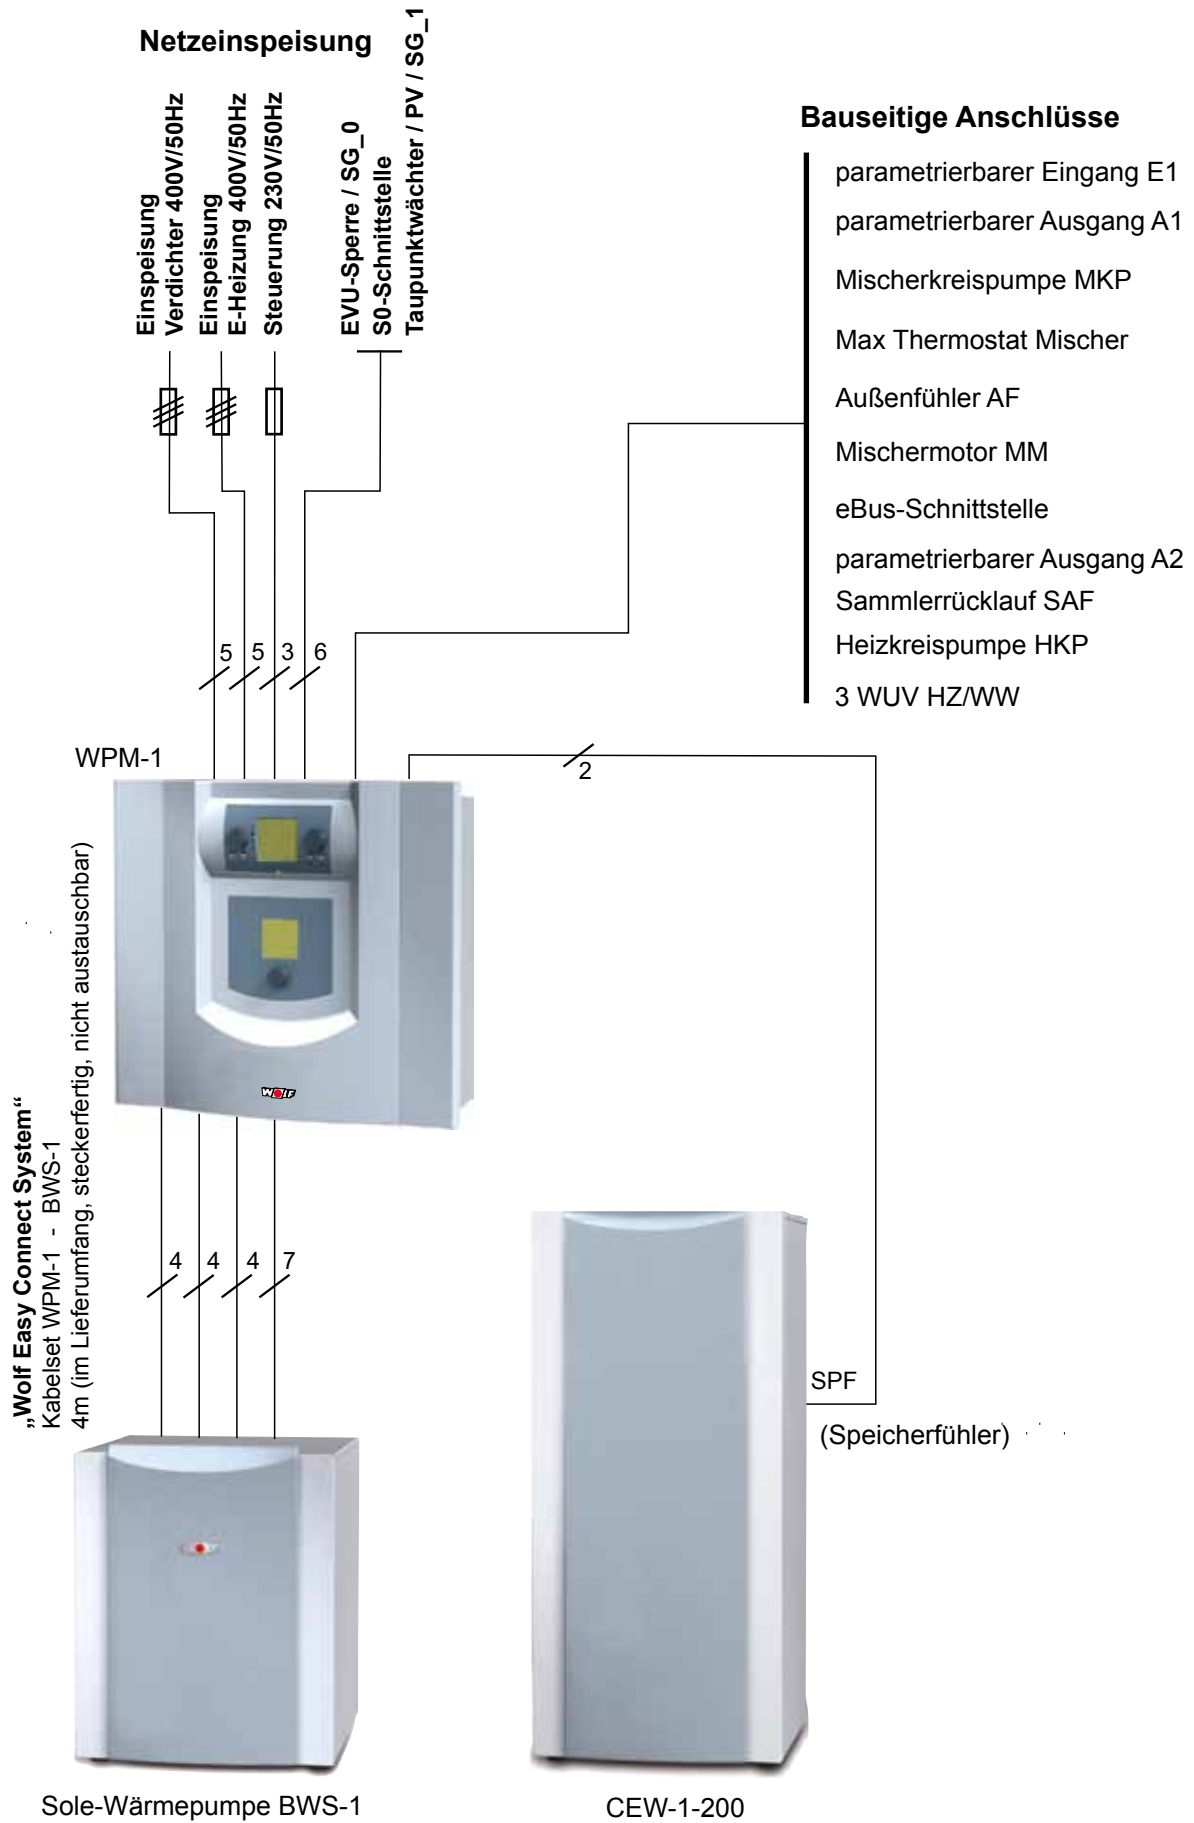 Netzeinspeisung
Einspeisung
Verdichter 400V/50Hz
Einspeisung
E-Heizung 400V/50Hz
Steuerung 230V/50Hz
EVU-Sperre / SG_0
S0-Schnittstelle
Taupunktwächter / PV / SG_1
Bauseitige Anschlüsse
parametrierbarer Eingang E1
parametrierbarer Ausgang A1
Mischerkreispumpe MKP
Max Thermostat Mischer
Außenfühler AF
Mischermotor MM
eBus-Schnittstelle
parametrierbarer Ausgang A2
Sammlerrücklauf SAF
Heizkreispumpe HKP
3 WUV HZ/WW
5 5 3 6
WPM-1
2
WOLF
„Wolf Easy Connect System“
Kabelset WPM-1 - BWS-1
4m (im Lieferumfang, steckerfertig, nicht austauschbar)
4 4 4 7
SPF
(Speicherfühler)
Sole-Wärmepumpe BWS-1
CEW-1-200